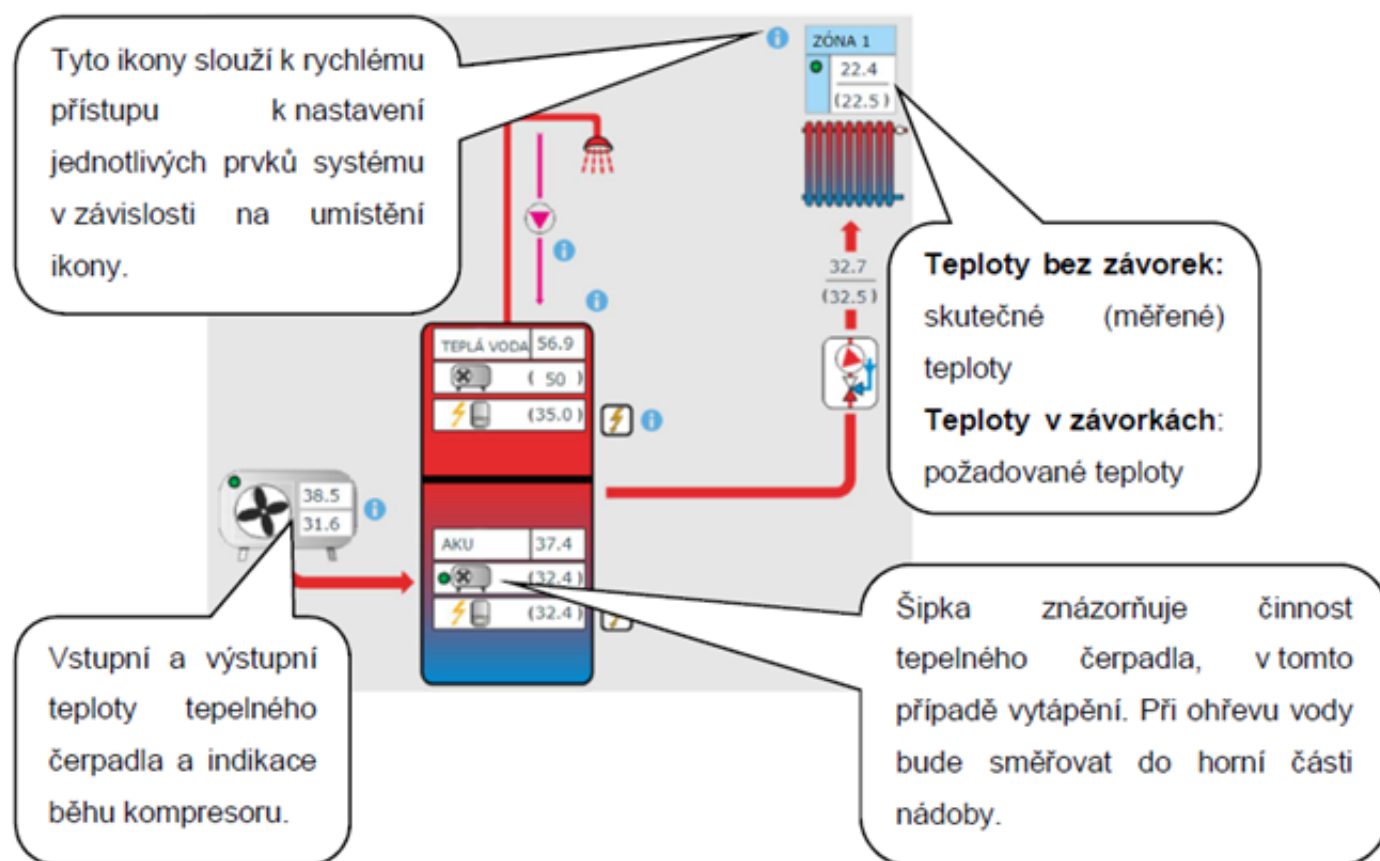 Tyto ikony slouží k rychlému
přístupu k nastavení
jednotlivých prvků systému
v závislosti na umístění
ikony.
ZÓNA 1
22.4
(22.5)
32.7
(32.5)
Teploty bez závorek:
skutečné (měřené)
teploty
Teploty v závorkách:
požadované teploty
TEPLÁ VODA 56.9
( 50 )
(35.0)
38.5
31.6
AKU 37.4
(32.4)
(32.4)
Vstupní a výstupní
teploty tepelného
čerpadla a indikace
běhu kompresoru.
Šipka znázorňuje činnost
tepelného čerpadla, v tomto
případě vytápění. Při ohřevu vody
bude směřovat do horní části
nádoby.